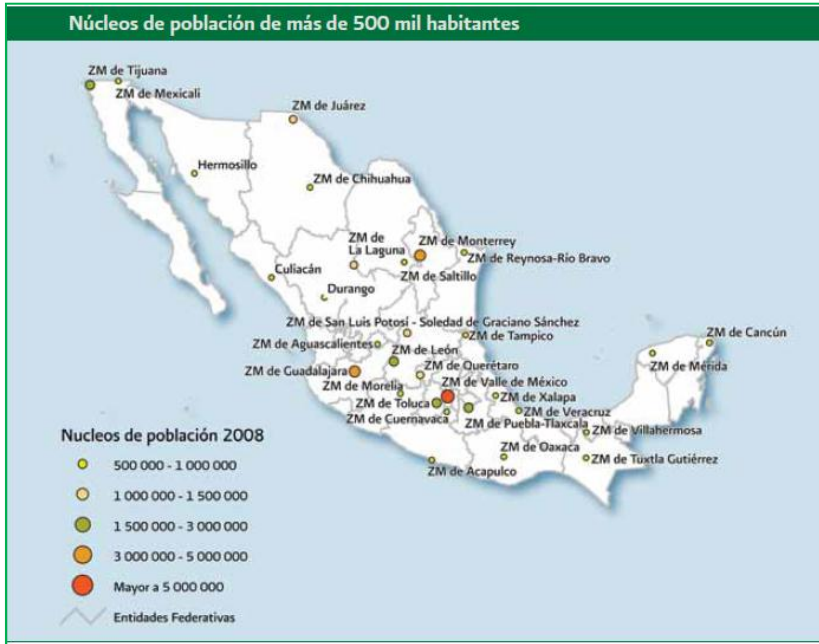 Núcleos de población de más de 500 mil habitantes
ZM de Tijuana
ZM de Mexicali
ZM de Juárez
Hermosillo
ZM de Chihuahua
ZM de
La Laguna
ZM de Monterrey
ZM de Reynosa-Río Bravo
ZM de Saltillo
Culiacán
Durango
ZM de San Luis Potosí - Soledad de Graciano Sánchez
ZM de Tampico
ZM de Cancún
ZM de Aguascalientes
ZM de León
ZM de Mérida
ZM de Guadalajara
ZM de Querétaro
ZM de Morelia
ZM de Valle de México
ZM de Toluca
ZM de Xalapa
ZM de Veracruz
ZM de Cuernavaca
ZM de Puebla-Tlaxcala
ZM de Villahermosa
ZM de Oaxaca
ZM de Tuxtla Gutiérrez
ZM de Acapulco
Nucleos de población 2008
500 000 - 1 000 000
1 000 000 - 1 500 000
1 500 000 - 3 000 000
3 000 000 - 5 000 000
Mayor a 5 000 000
Entidades Federativas